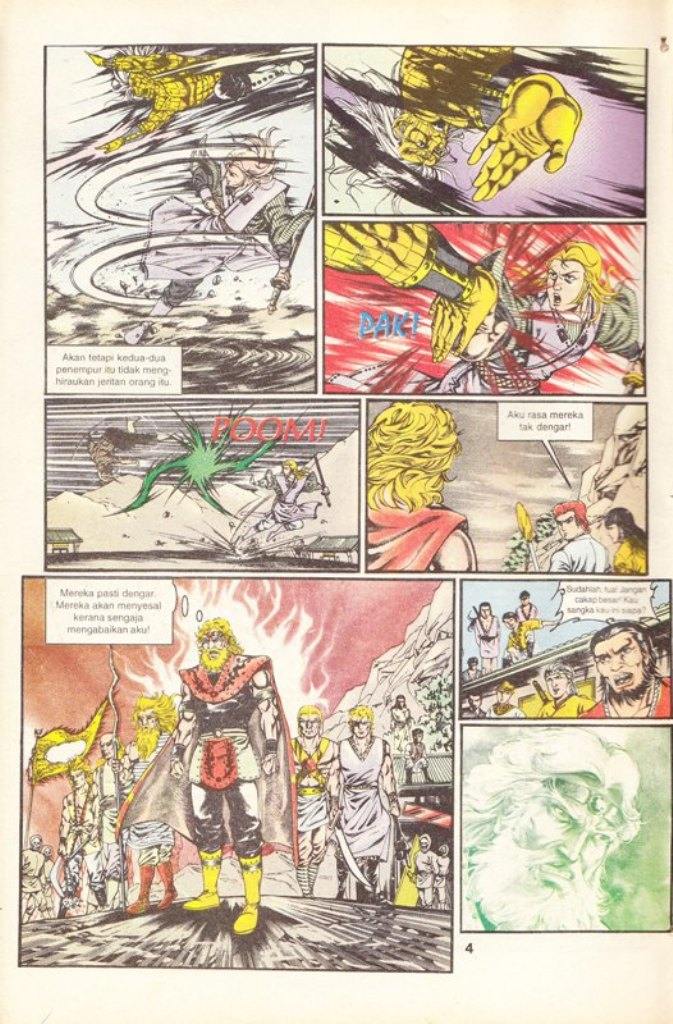 Akan tetapi kedua-dua
penempur itu tidak meng-
hiraukan jeritan orang itu.
PAK!
POOM!
Aku rasa mereka
tak dengar!
Mereka pasti dengar.
Mereka akan menyesal
kerana sengaja
mengabaikan aku!
Sudahlah, tua! Jangan
cakap besar! Kau
sangka kau ini siapa?
4